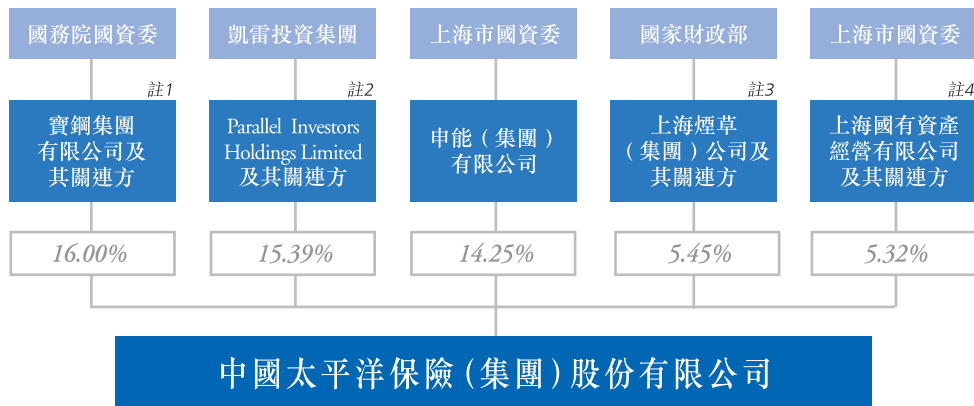 國務院國資委
凱雷投資集團
上海市國資委
國家財政部
上海市國資委
註1
註2
註3
註4
寶鋼集團
有限公司及
其關連方
Parallel Investors
Holdings Limited
及其關連方
申能（集團）
有限公司
上海煙草
（集團）公司及
其關連方
上海國有資產
經營有限公司
及其關連方
16.00%
15.39%
14.25%
5.45%
5.32%
中國太平洋保險(集團)股份有限公司